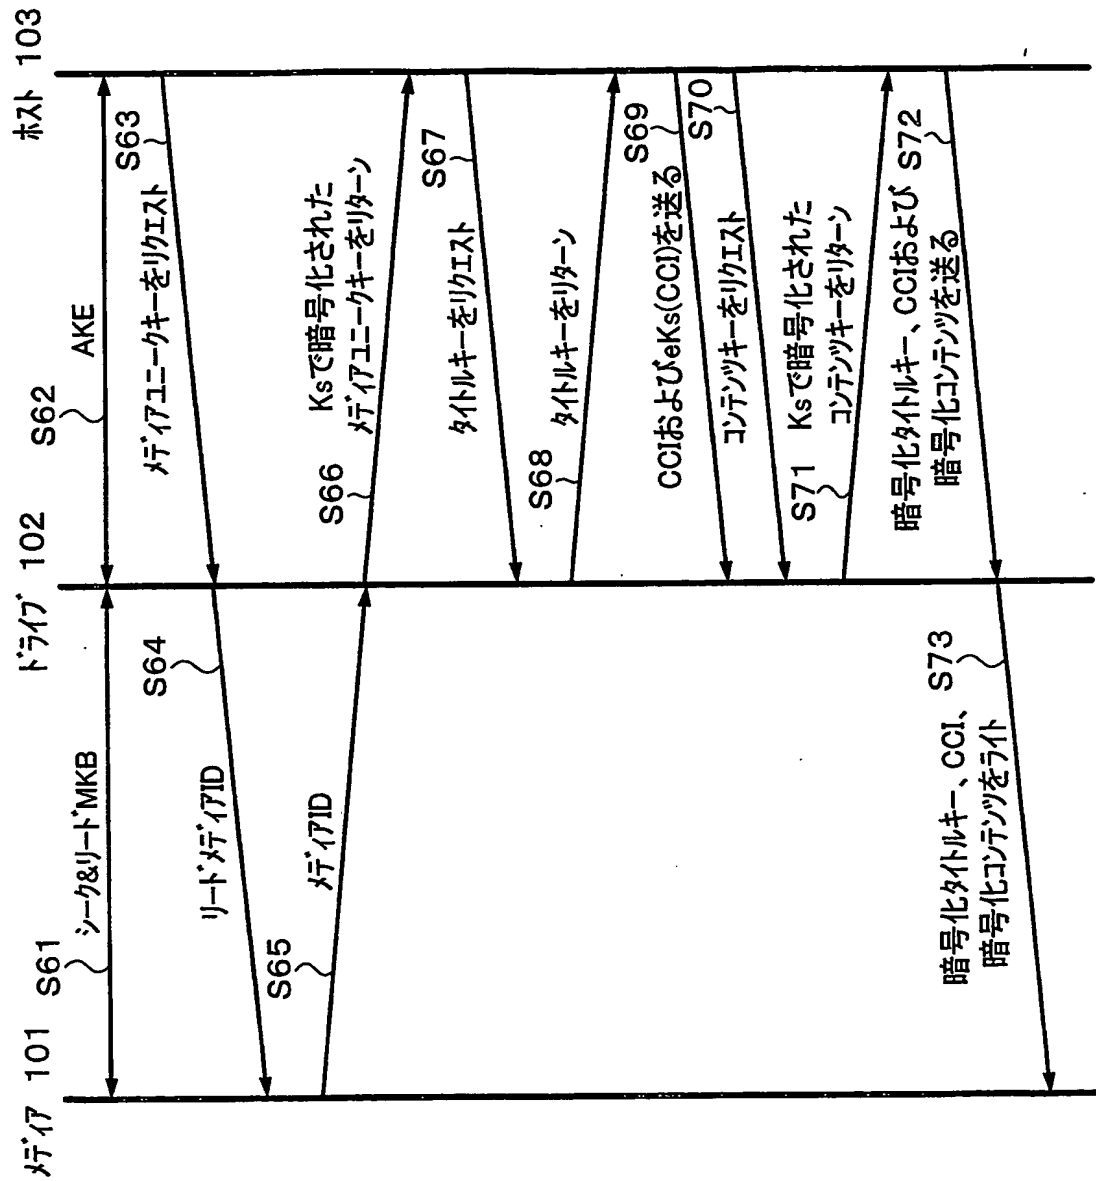 メディア 101
ドライブ 102
ホスト 103
S61
シーク&リードMKB
S62
AKE
S63
メディアユニークキーをリクエスト
S64
リードメディアID
S65
メディアID
S66
Ksで暗号化された
メディアユニークキーをリターン
S67
タイトルキーをリクエスト
S68
タイトルキーをリターン
S69
CCIおよびeKs(CCI)を送る
S70
コンテンツキーをリクエスト
S71
Ksで暗号化された
コンテンツキーをリターン
S72
暗号化タイトルキー、CCIおよび
暗号化コンテンツを送る
S73
暗号化タイトルキー、CCI、
暗号化コンテンツをライト